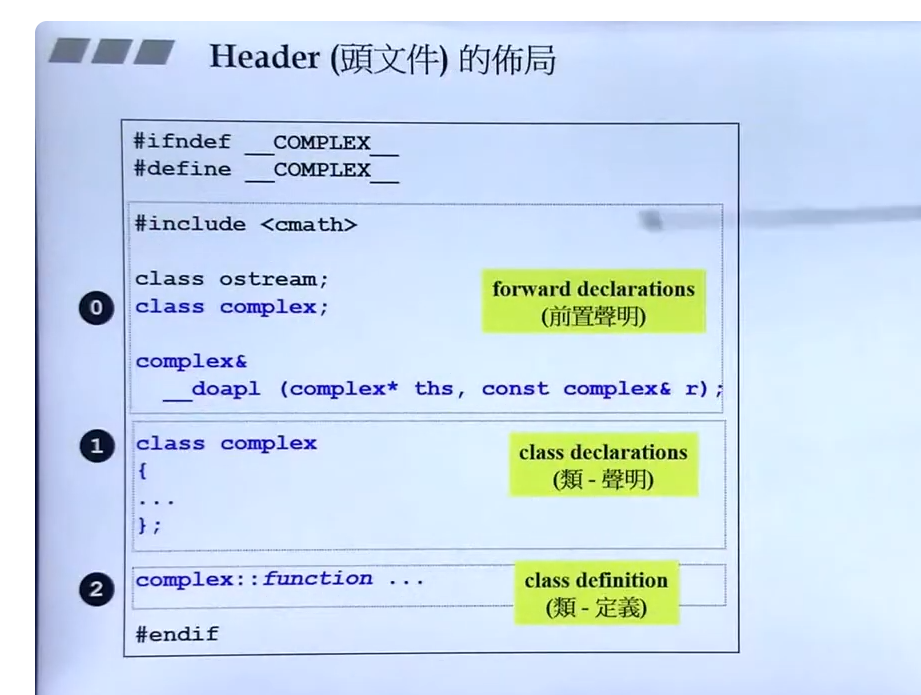 Header (頭文件) 的佈局
#ifndef __COMPLEX__
#define __COMPLEX__
#include <cmath>
class ostream;
class complex;
complex&
__doapl (complex* ths, const complex& r);
forward declarations
(前置聲明)
0
class complex
{
...
};
class declarations
(類 - 聲明)
1
complex::function ...
class definition
(類 - 定義)
2
#endif